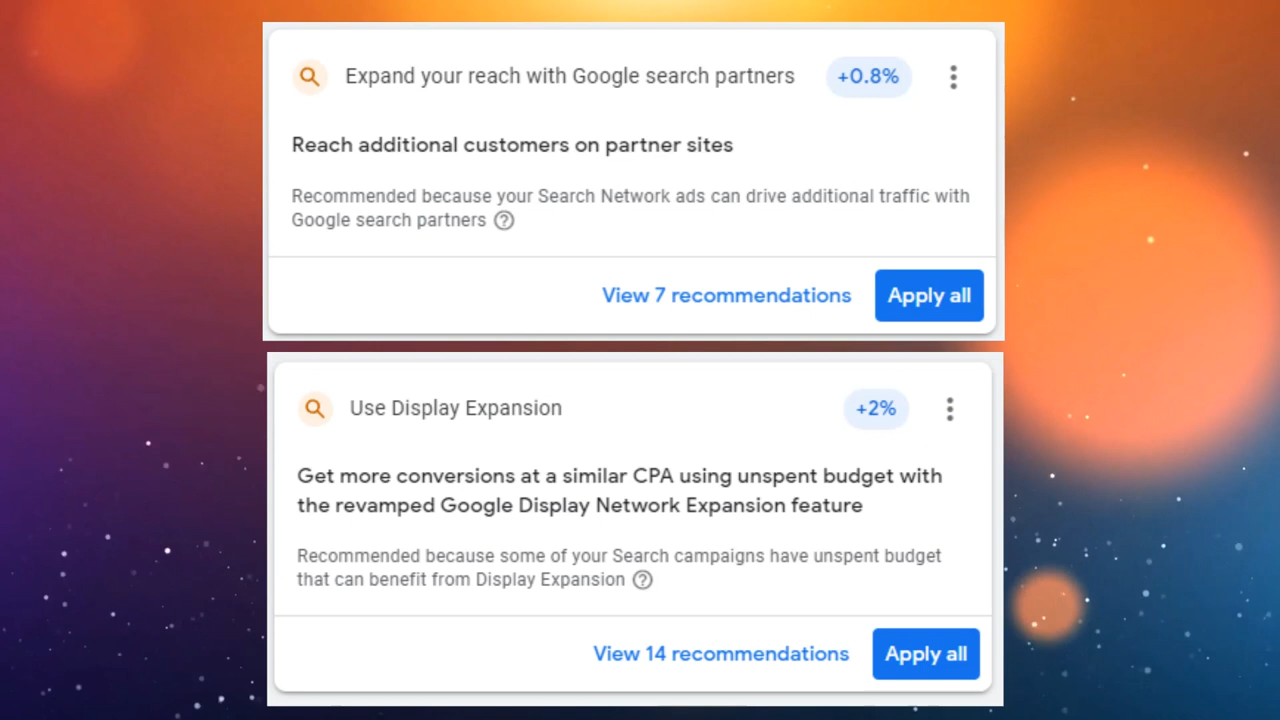 Expand your reach with Google search partners
+0.8%
Reach additional customers on partner sites
Recommended because your Search Network ads can drive additional traffic with
Google search partners
View 7 recommendations
Apply all
Use Display Expansion
+2%
Get more conversions at a similar CPA using unspent budget with
the revamped Google Display Network Expansion feature
Recommended because some of your Search campaigns have unspent budget
that can benefit from Display Expansion
View 14 recommendations
Apply all